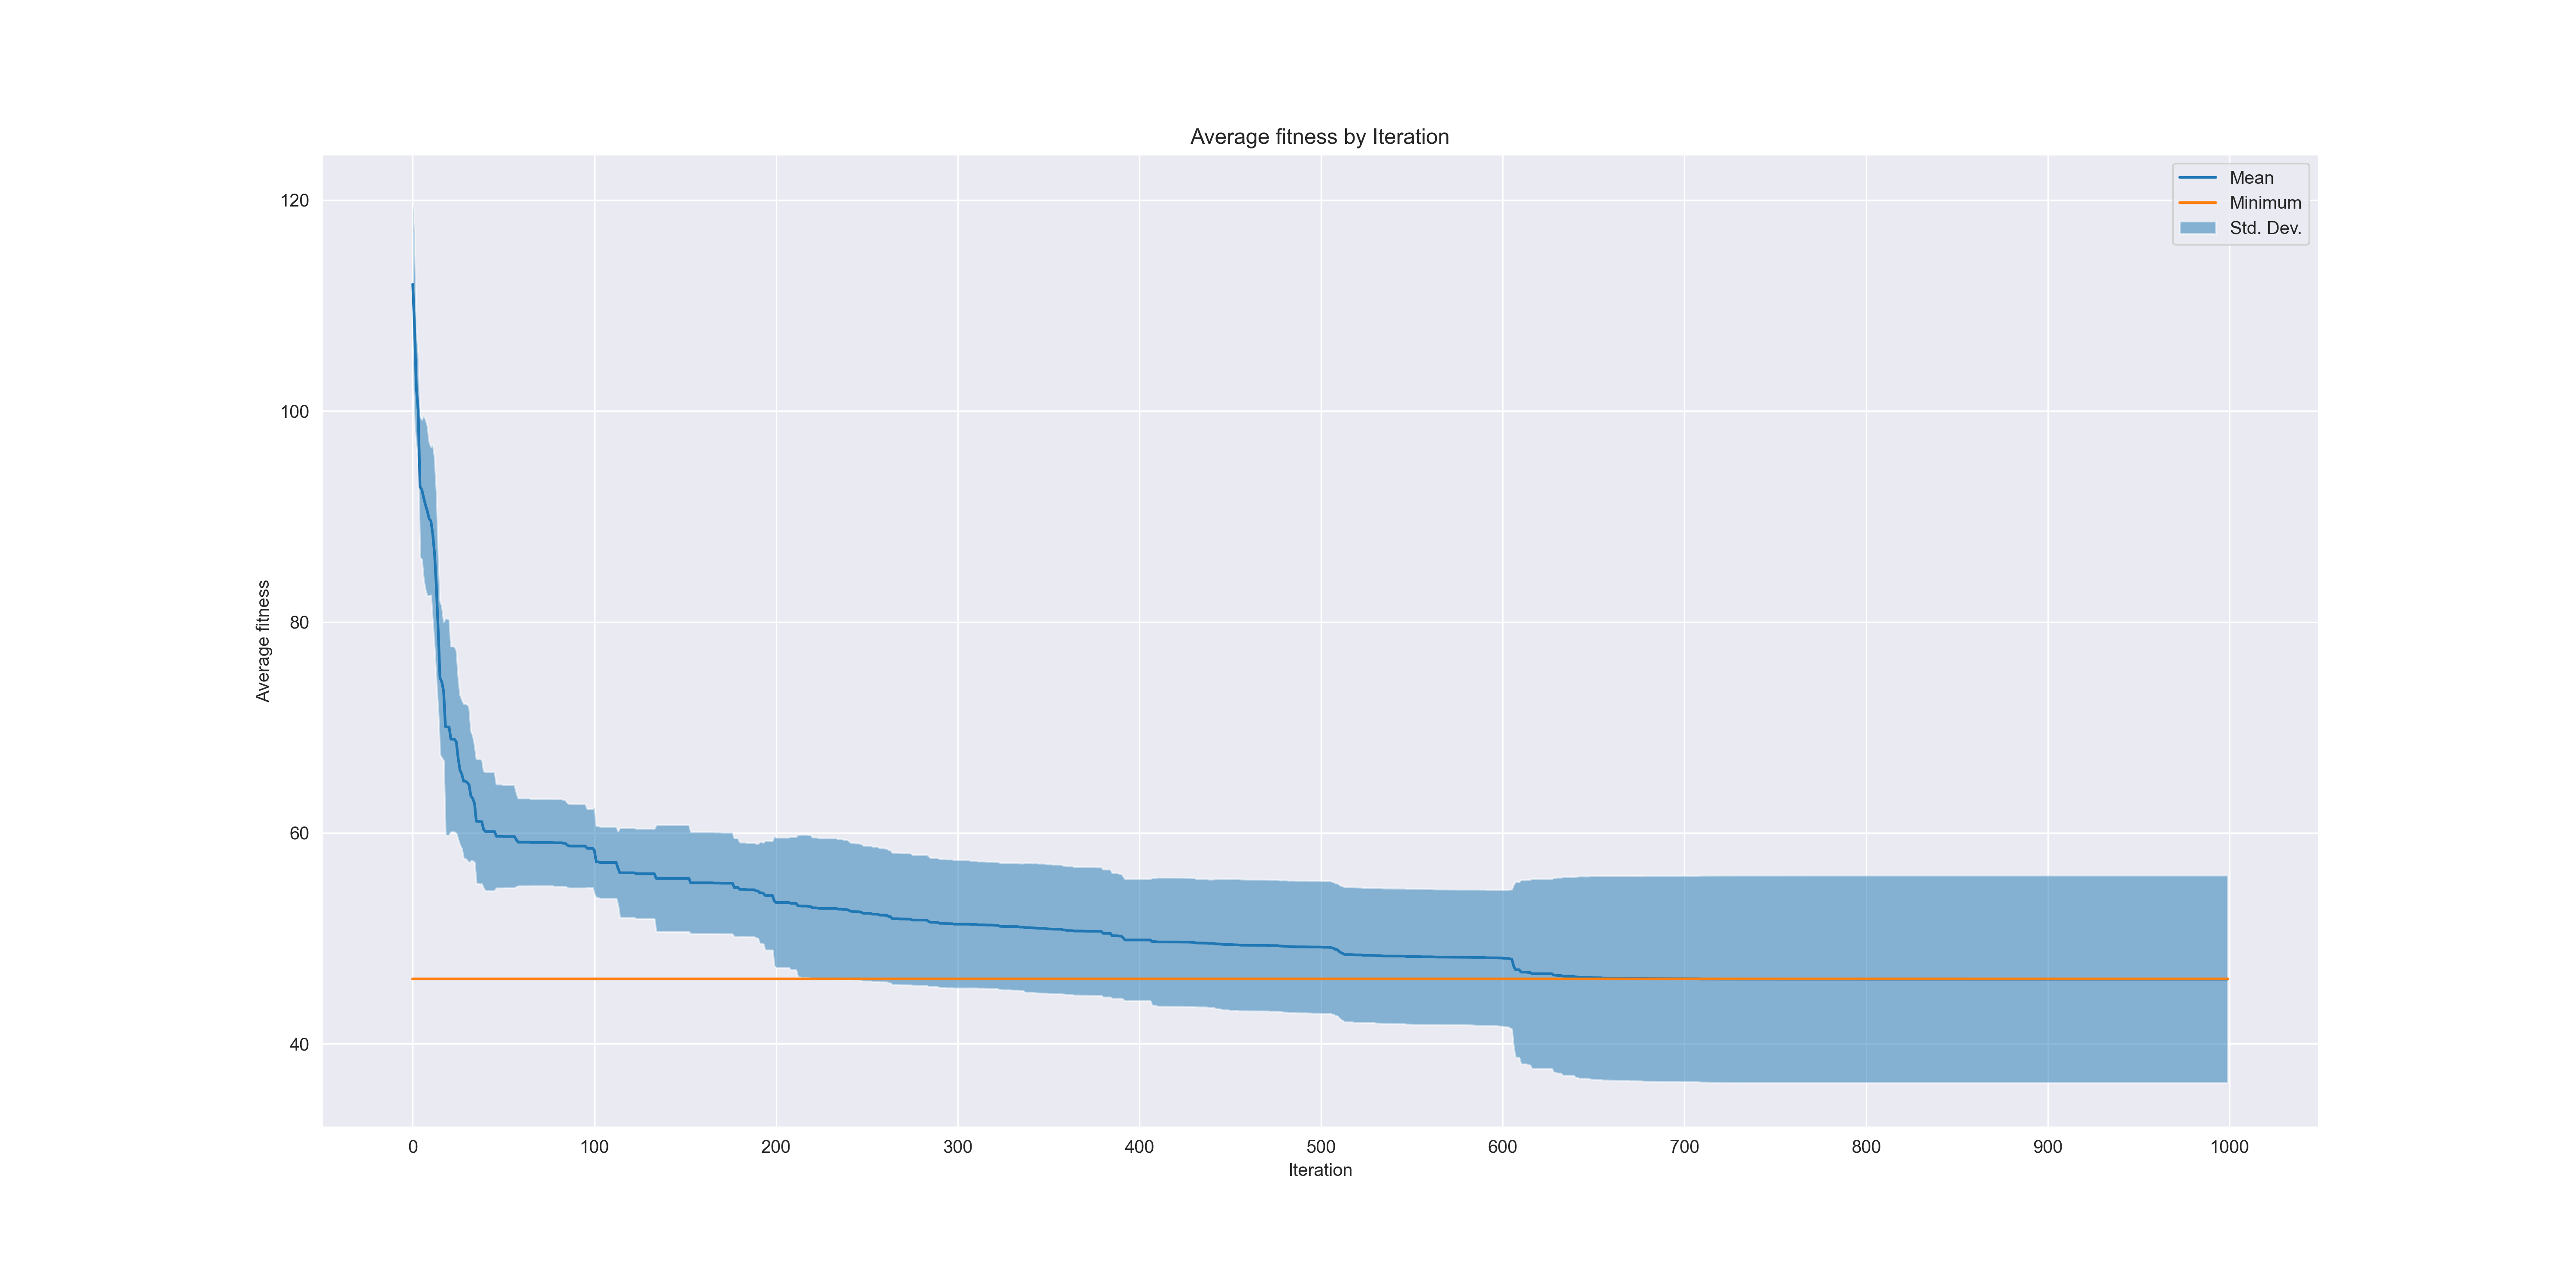 Average fitness by Iteration
Mean
Minimum
Std. Dev.
120
100
80
60
40
Average fitness
0 100 200 300 400 500 600 700 800 900 1000
Iteration